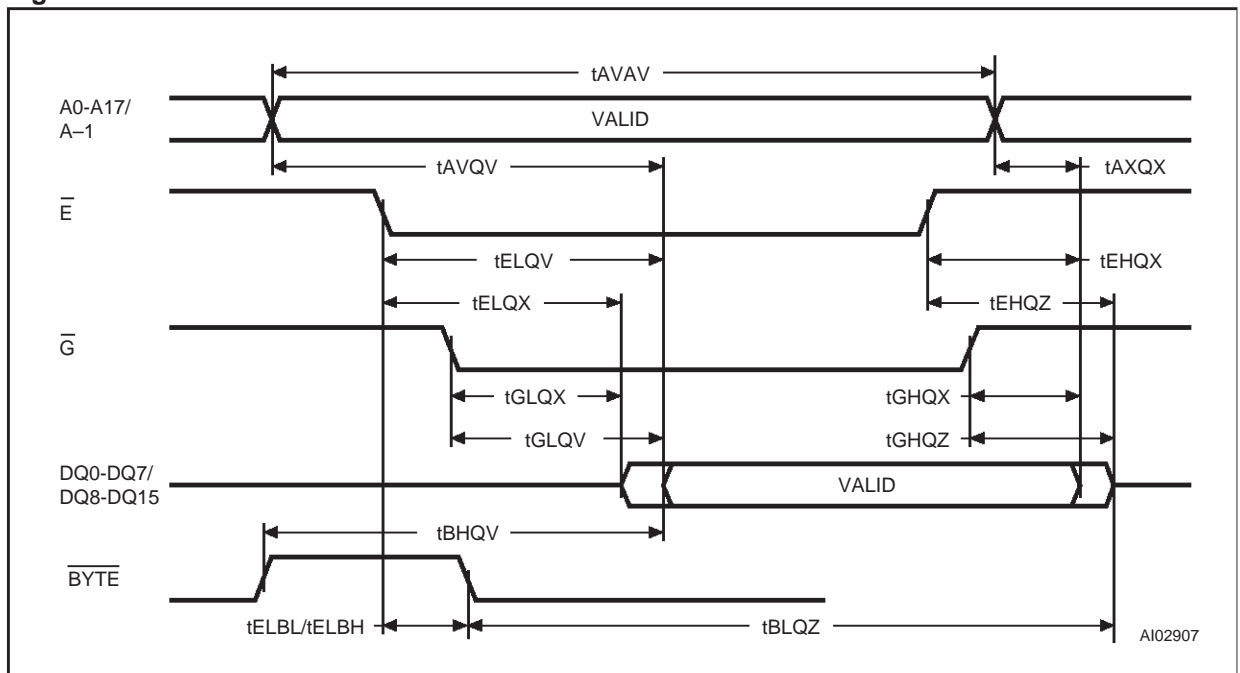 tAVAV
A0-A17/
A–1
VALID
tAVQV
tAXQX
E
tELQV
tEHQX
tELQX
tEHQZ
G
tGLQX
tGHQX
tGLQV
tGHQZ
DQ0-DQ7/
DQ8-DQ15
VALID
tBHQV
BYTE
tELBL/tELBH
tBLQZ
AI02907